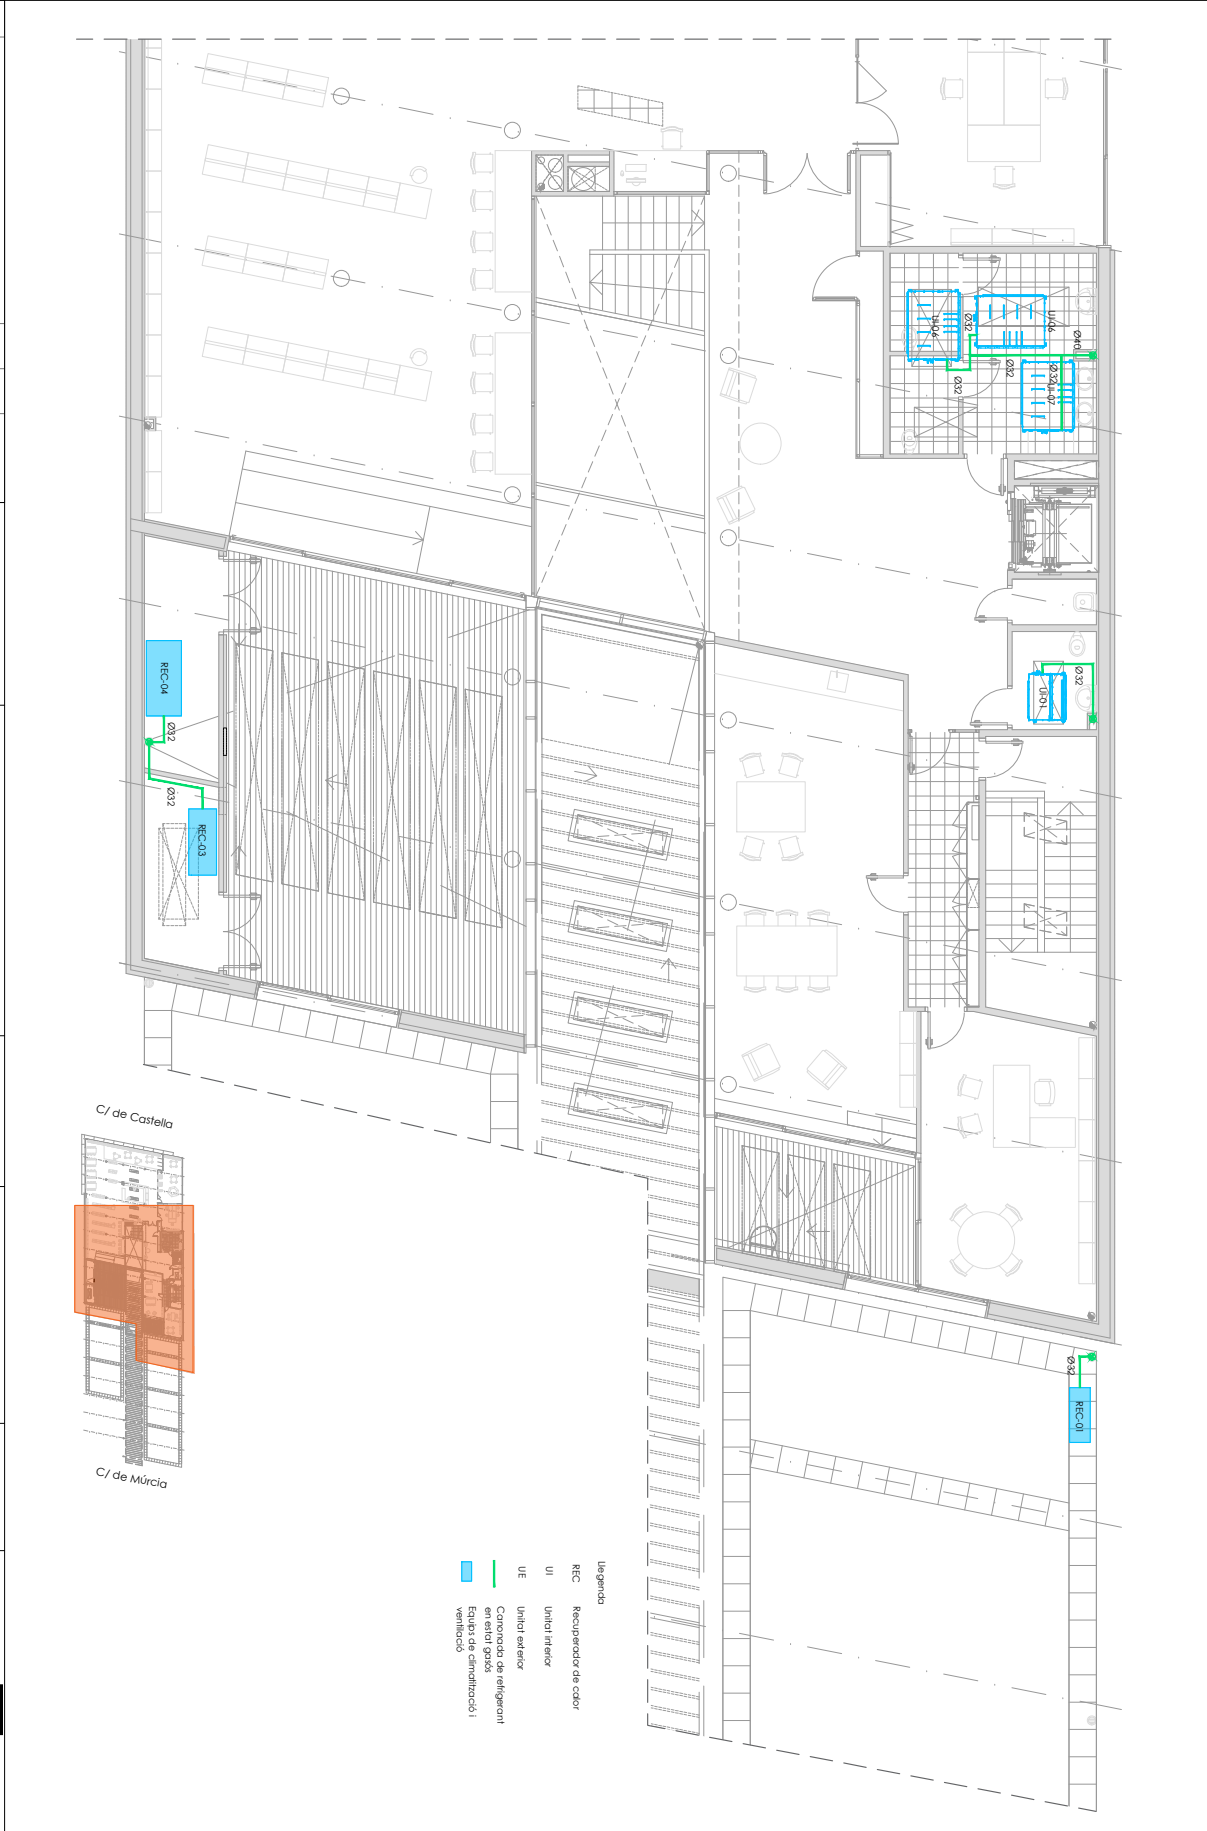 UI-06
UI-06
Ø32
Ø40
Ø32
Ø32
UI-07
Ø32
Ø32
UI-01
REC-04
Ø32
Ø32
REC-03
Ø32
REC-01
C/ de Castella
C/ de Múrcia
Llegenda
REC Recuperador de calor
UI Unitat interior
UE Unitat exterior
Canonada de refrigerant
en estat gasós
Equips de climatització i
ventilació